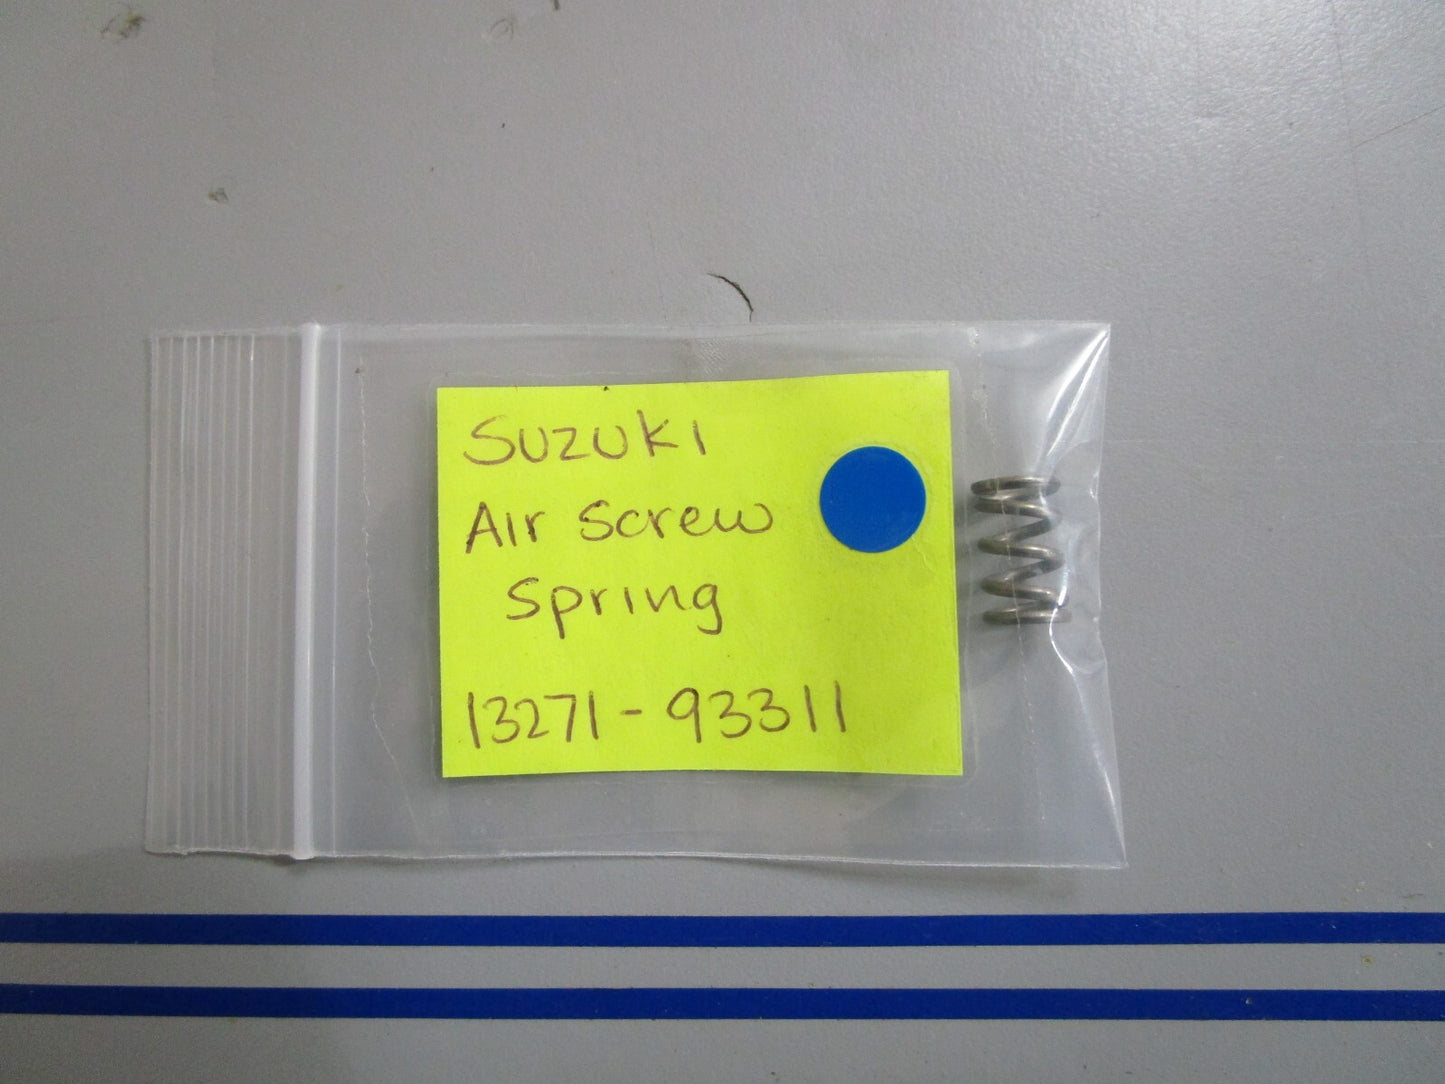 Suzuki
Air Screw
Spring
13271-93311